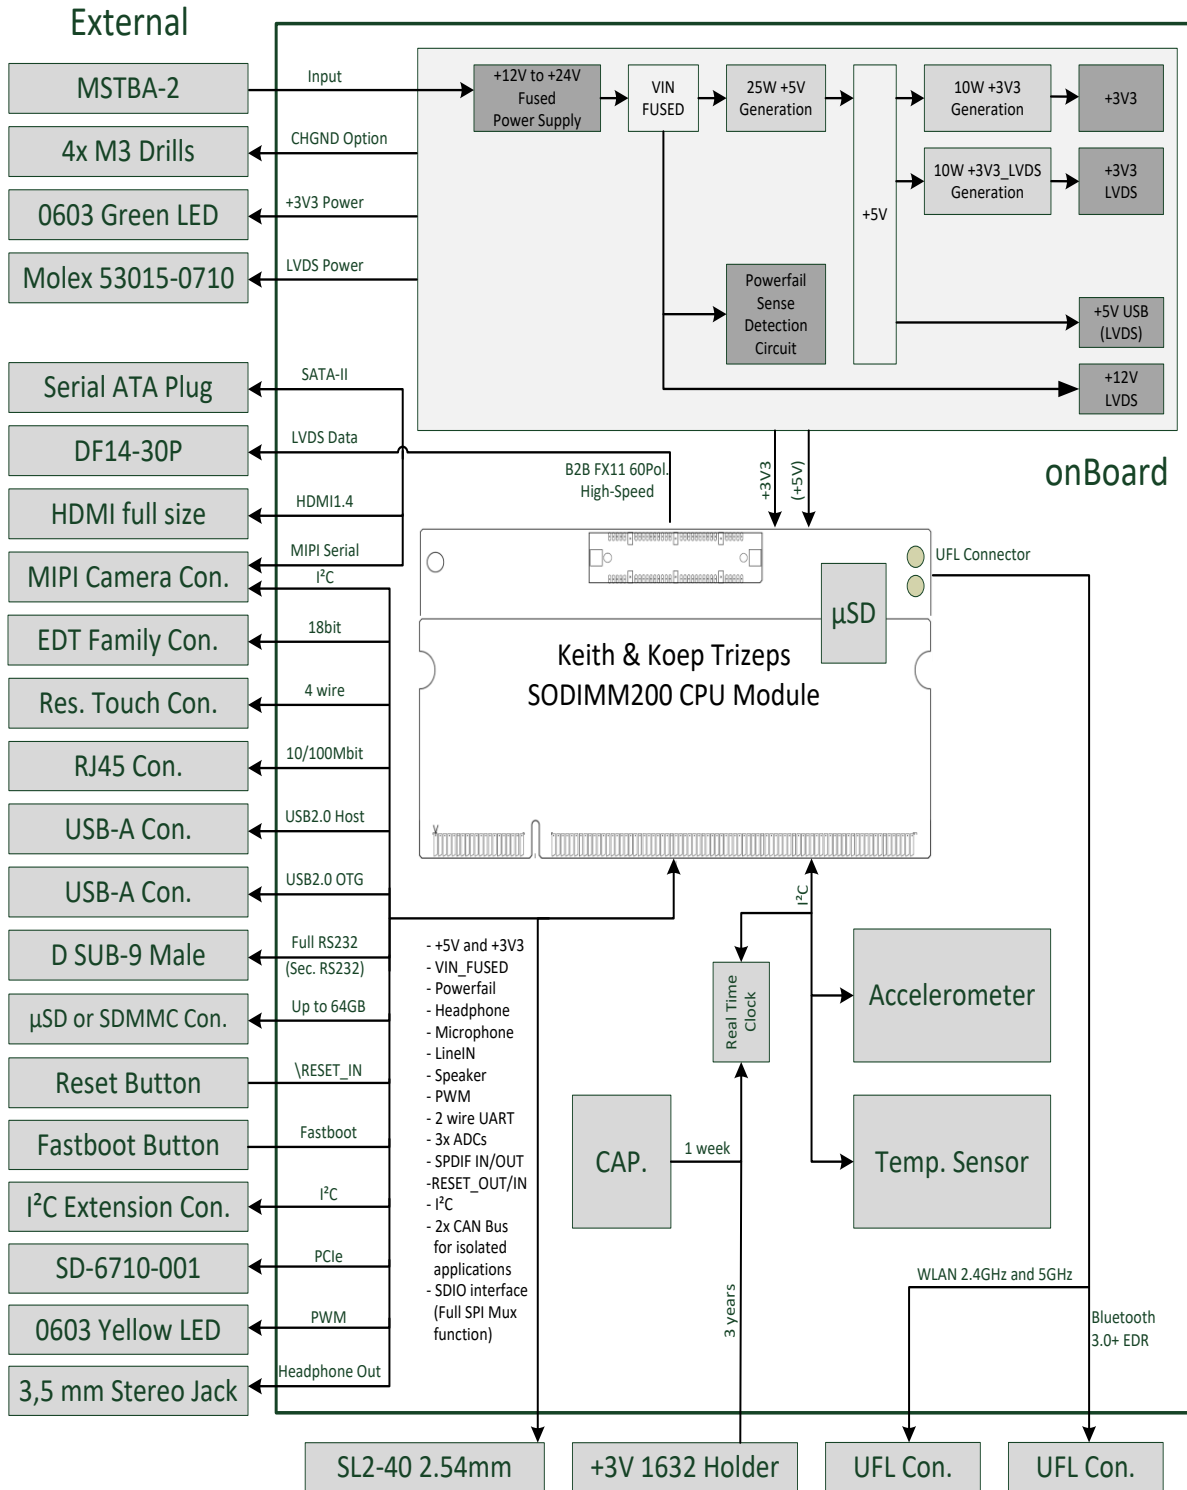 External
MSTBA-2
Input
4x M3 Drills
CHGND Option
0603 Green LED
+3V3 Power
Molex 53015-0710
LVDS Power
+12V to +24V
Fused
Power Supply
VIN
FUSED
25W +5V
Generation
+5V
10W +3V3
Generation
+3V3
10W +3V3_LVDS
Generation
+3V3
LVDS
Powerfail
Sense
Detection
Circuit
+5V USB
(LVDS)
+12V
LVDS
Serial ATA Plug
SATA-II
DF14-30P
LVDS Data
HDMI full size
HDMI1.4
MIPI Camera Con.
MIPI Serial
I²C
EDT Family Con.
18bit
Res. Touch Con.
4 wire
RJ45 Con.
10/100Mbit
USB-A Con.
USB2.0 Host
USB-A Con.
USB2.0 OTG
D SUB-9 Male
Full RS232
(Sec. RS232)
µSD or SDMMC Con.
Up to 64GB
Reset Button
\RESET_IN
Fastboot Button
Fastboot
I²C Extension Con.
I²C
SD-6710-001
PCIe
0603 Yellow LED
PWM
3,5 mm Stereo Jack
Headphone Out
B2B FX11 60Pol.
High-Speed
+3V3
(+5V)
onBoard
UFL Connector
µSD
Keith & Koep Trizeps
SODIMM200 CPU Module
I²C
- +5V and +3V3
- VIN_FUSED
- Powerfail
- Headphone
- Microphone
- LineIN
- Speaker
- PWM
- 2 wire UART
- 3x ADCs
- SPDIF IN/OUT
-RESET_OUT/IN
- I²C
- 2x CAN Bus
for isolated
applications
- SDIO interface
(Full SPI Mux
function)
Real Time
Clock
Accelerometer
CAP.
1 week
Temp. Sensor
3 years
WLAN 2.4GHz and 5GHz
Bluetooth
3.0+ EDR
SL2-40 2.54mm
+3V 1632 Holder
UFL Con.
UFL Con.